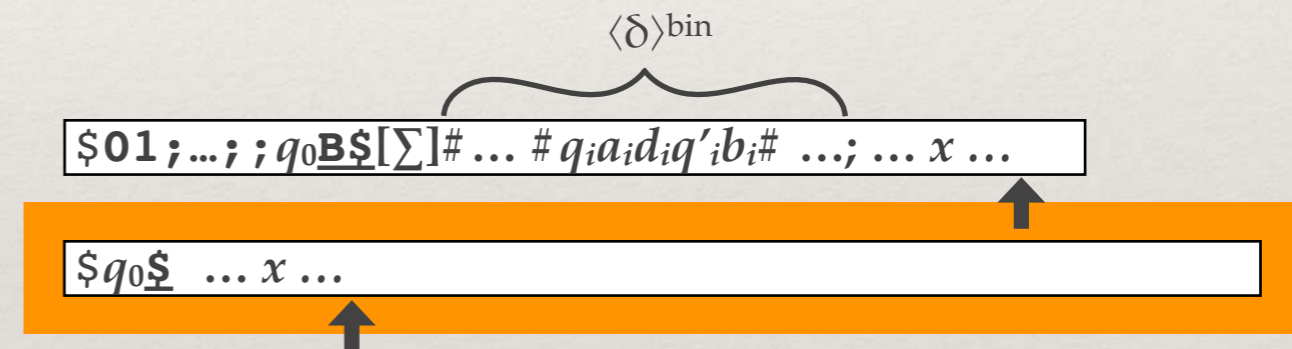 ⟨δ⟩bin
$01;…;;q0B$[∑]# … # qiaidiq'ibi# …; … x …
$q0$ … x …